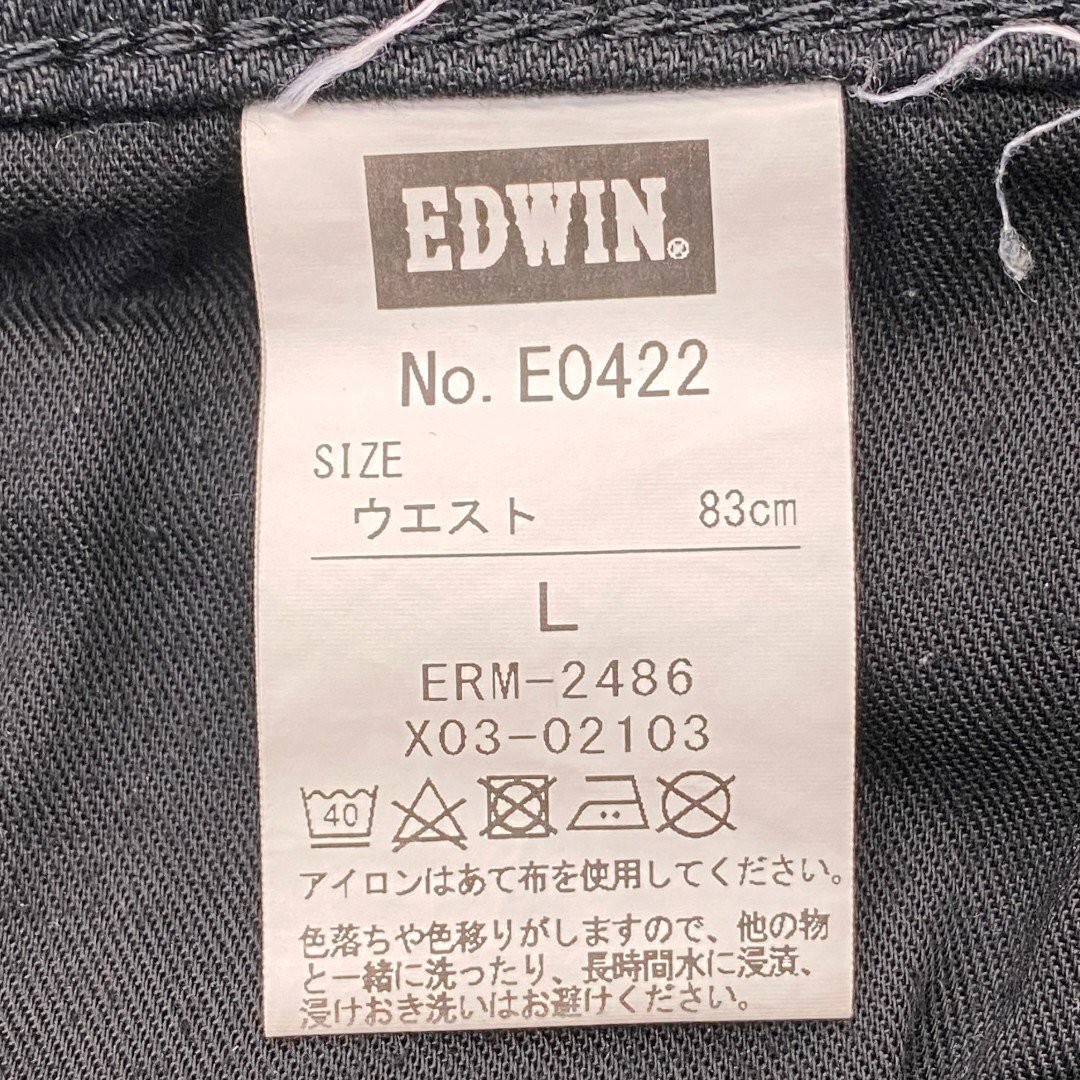 EDWIN®
No. E0422
SIZE
ウエスト 83cm
L
ERM-2486
X03-02103
40
アイロンはあて布を使用してください。
色落ちや色移りがしますので、他の物
と一緒に洗ったり、長時間水に浸漬、
浸けおき洗いはお避けください。